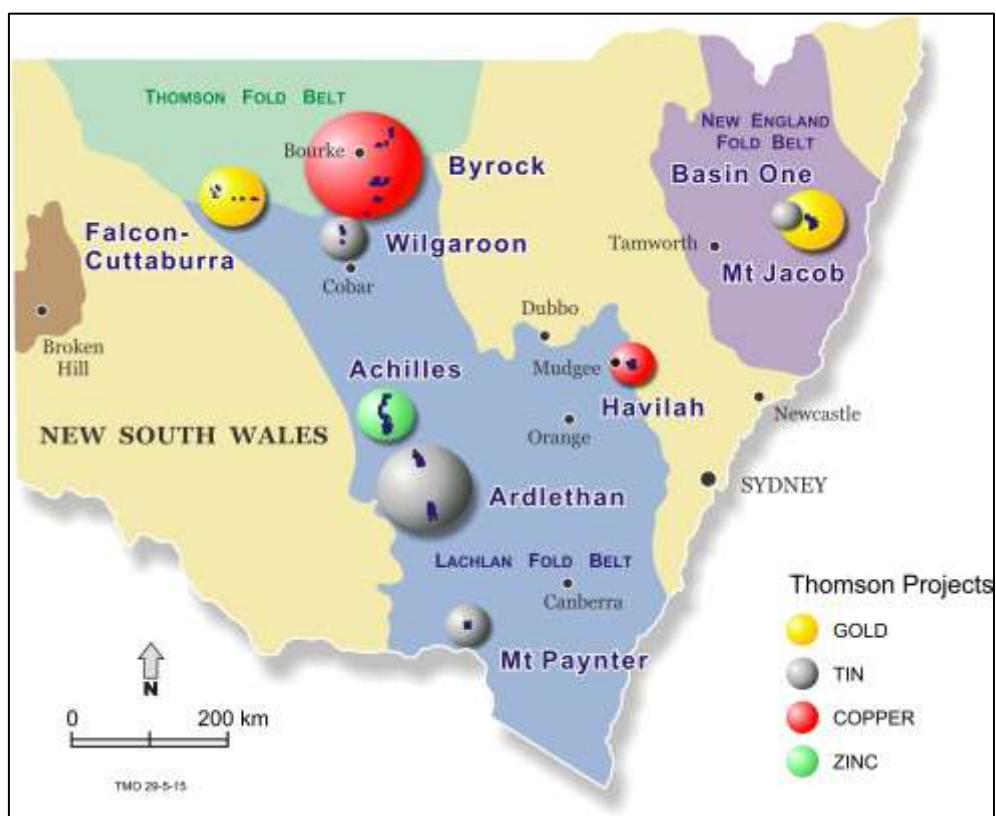 THOMSON FOLD BELT
NEW ENGLAND
FOLD BELT
Bourke
Byrock
Basin One
Falcon-
Cuttaburra
Wilgaroon
Tamworth
Mt Jacob
Cobar
Dubbo
Broken
Hill
Achilles
Mudgee
Havilah
Newcastle
NEW SOUTH WALES
Orange
SYDNEY
Ardlethan
LACHLAN FOLD BELT
Canberra
Mt Paynter
Thomson Projects
GOLD
TIN
COPPER
ZINC
N
0 200 km
TMO 29-5-15